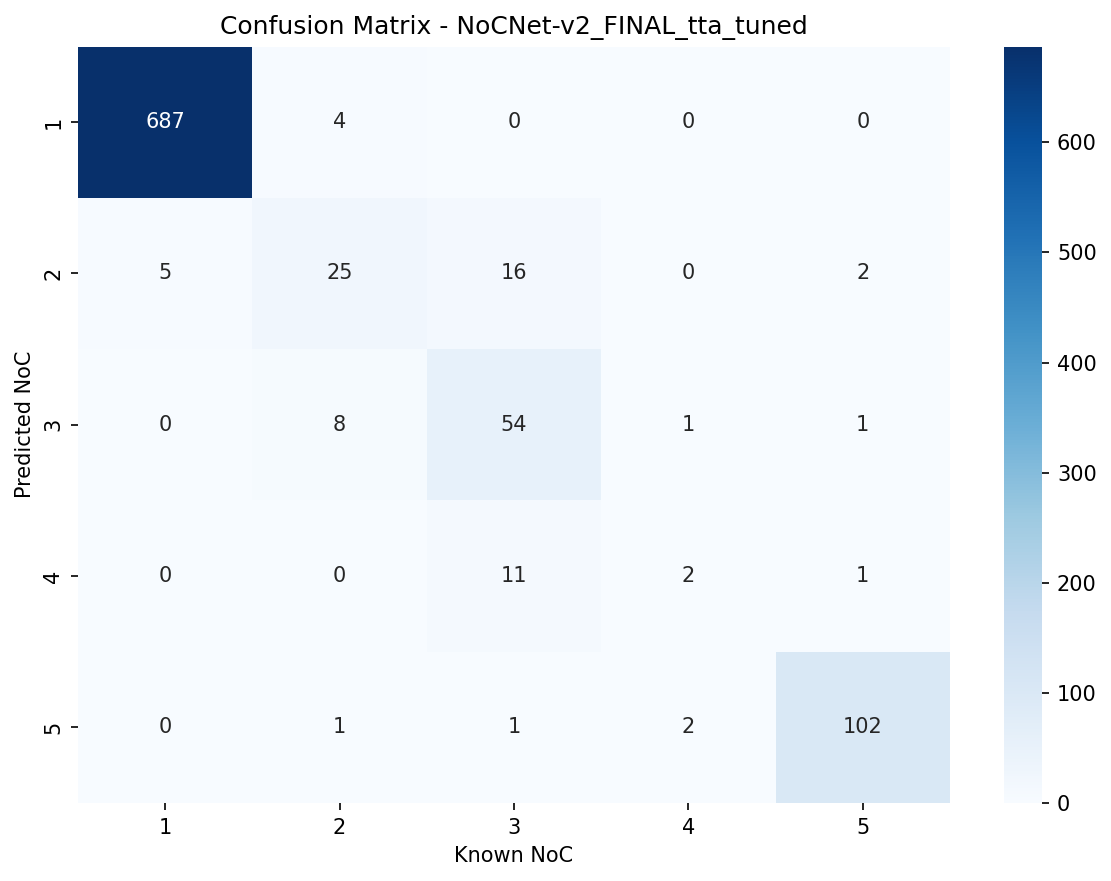 Confusion Matrix - NoCNet-v2_FINAL_tta_tuned
Predicted NoC
1 687 4 0 0 0
2 5 25 16 0 2
3 0 8 54 1 1
4 0 0 11 2 1
5 0 1 1 2 102
1 2 3 4 5
Known NoC
600
500
400
300
200
100
0